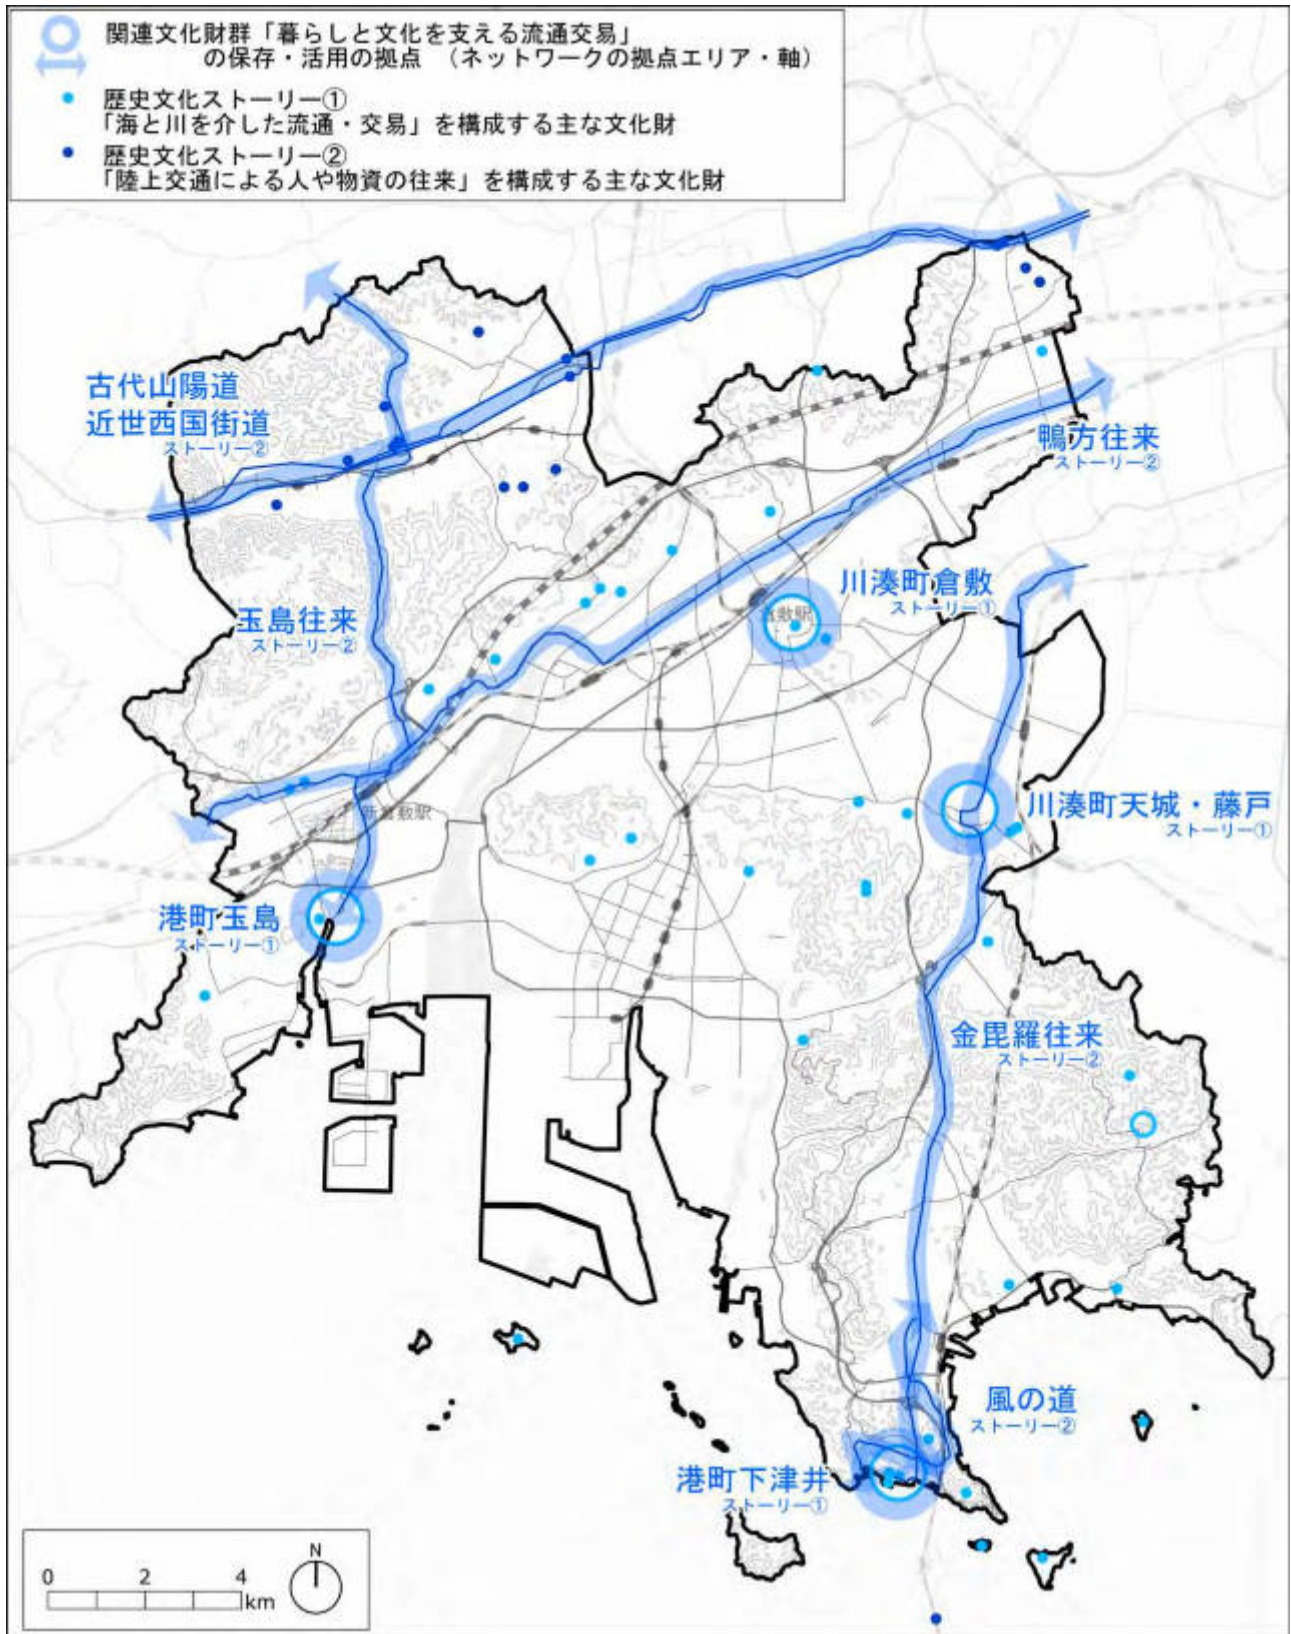 関連文化財群「暮らしと文化を支える流通交易」
の保存・活用の拠点 (ネットワークの拠点エリア・軸)
歴史文化ストーリー①
「海と川を介した流通・交易」を構成する主な文化財
歴史文化ストーリー②
「陸上交通による人や物資の往来」を構成する主な文化財
古代山陽道
近世西国街道
ストーリー②
鴨方往来
ストーリー②
川湊町倉敷
ストーリー①
倉敷駅
玉島往来
ストーリー②
川湊町天城・藤戸
ストーリー①
新倉敷駅
港町玉島
ストーリー①
金毘羅往来
ストーリー②
風の道
ストーリー②
港町下津井
ストーリー①
N
0 2 4
km